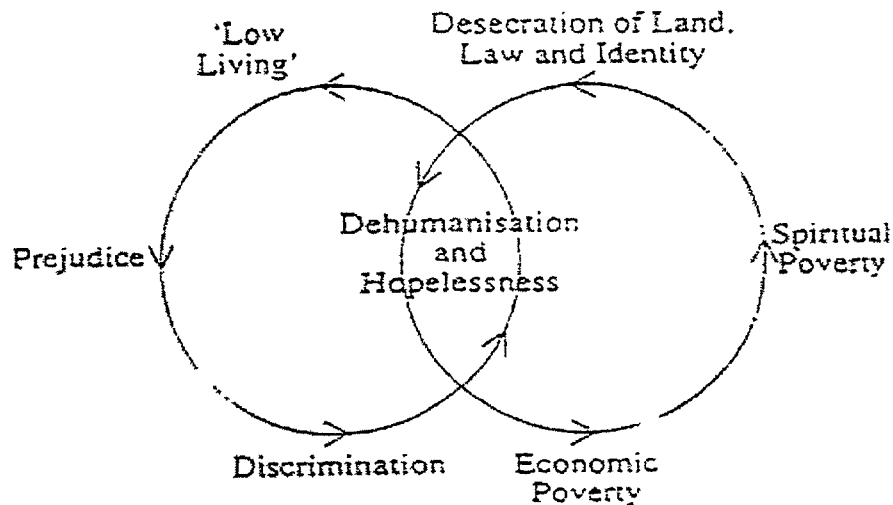 'Low
Living'
Desecration of Land.
Law and Identity
Prejudice
Dehumanisation
and
Hopelessness
Spiritual
Poverty
Discrimination
Economic
Poverty